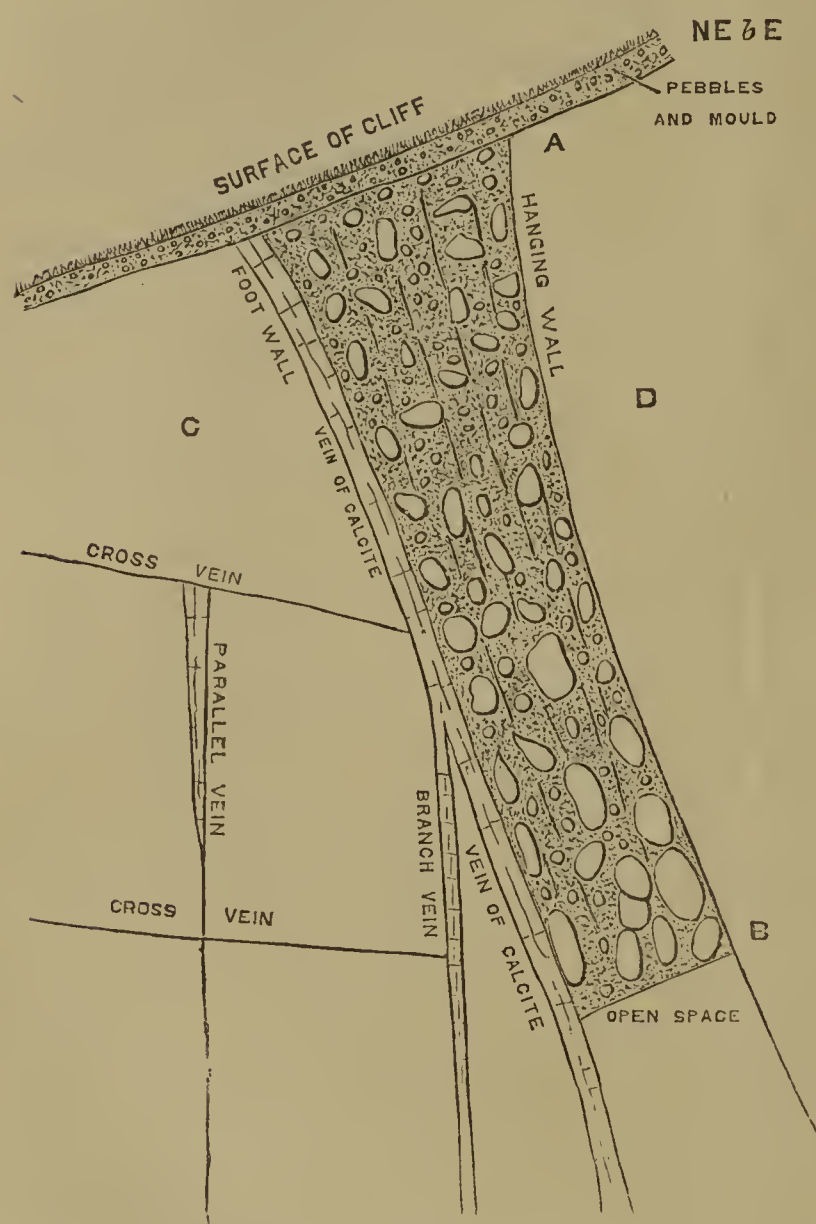 NE b E
PEBBLES
AND MOULD
SURFACE OF CLIFF
A
HANGING WALL
FOOT WALL
D
C
VEIN OF CALCITE
CROSS VEIN
PARALLEL VEIN
BRANCH VEIN
VEIN OF CALCITE
CROSS VEIN
B
OPEN SPACE